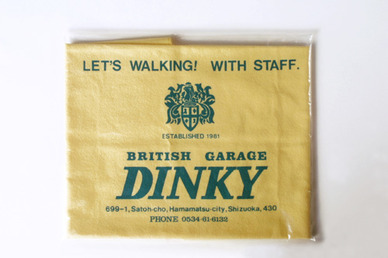 LET'S WALKING! WITH STAFF.
ESTABLISHED 1961
BRITISH GARAGE
DINKY
699-1, Satoh-cho, Hamamatsu-city, Shizuoka, 430
PHONE 0534-61-6132